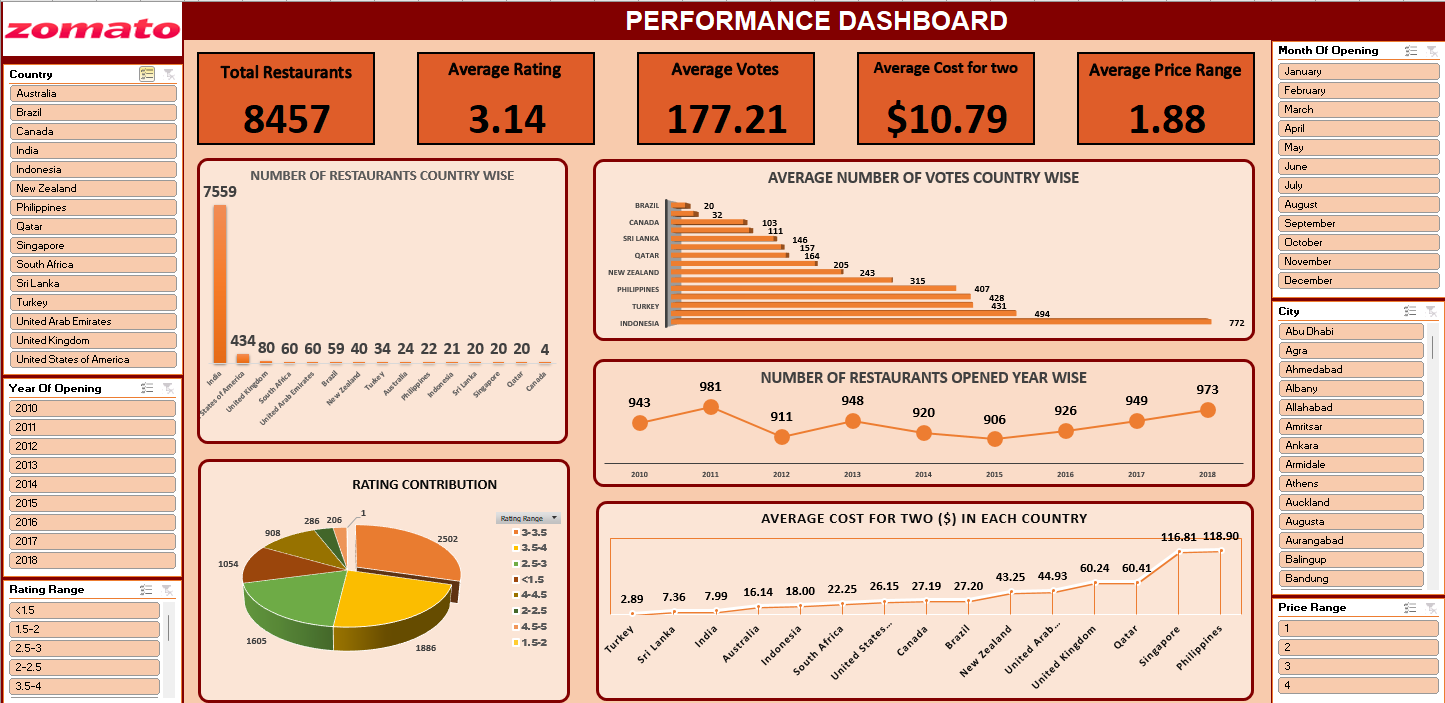 zomato
PERFORMANCE DASHBOARD
Country
Australia
Brazil
Canada
India
Indonesia
New Zealand
Philippines
Qatar
Singapore
South Africa
Sri Lanka
Turkey
United Arab Emirates
United Kingdom
United States of America
Year Of Opening
2010
2011
2012
2013
2014
2015
2016
2017
2018
Rating Range
<1.5
1.5-2
2.5-3
2-2.5
3.5-4
Total Restaurants
8457
Average Rating
3.14
Average Votes
177.21
Average Cost for two
$10.79
Average Price Range
1.88
NUMBER OF RESTAURANTS COUNTRY WISE
7559
434 80 60 60 59 40 34 24 22 21 20 20 20 4
India
States of America
United Kingdom
South Africa
United Arab Emirates
Brazil
New Zealand
Turkey
Australia
Philippines
Indonesia
Sri Lanka
Singapore
Qatar
Canada
RATING CONTRIBUTION
1
206
286
908
1054
1605
1886
2502
Rating Range
3-3.5
3.5-4
2.5-3
<1.5
4-4.5
2-2.5
4.5-5
1.5-2
AVERAGE NUMBER OF VOTES COUNTRY WISE
BRAZIL 20
32
CANADA 103
111
SRI LANKA 146
157
QATAR 164
205
NEW ZEALAND 243
315
PHILIPPINES 407
428
TURKEY 431
494
INDONESIA 772
NUMBER OF RESTAURANTS OPENED YEAR WISE
943 981 911 948 920 906 926 949 973
2010 2011 2012 2013 2014 2015 2016 2017 2018
AVERAGE COST FOR TWO ($) IN EACH COUNTRY
2.89 7.36 7.99 16.14 18.00 22.25 26.15 27.19 27.20 43.25 44.93 60.24 60.41 116.81 118.90
Turkey
Sri Lanka
India
Australia
Indonesia
South Africa
United States...
Canada
Brazil
New Zealand
United Arab...
United Kingdom
Qatar
Singapore
Philippines
Month Of Opening
January
February
March
April
May
June
July
August
September
October
November
December
City
Abu Dhabi
Agra
Ahmedabad
Albany
Allahabad
Amritsar
Ankara
Armidale
Athens
Auckland
Augusta
Aurangabad
Balingup
Bandung
Price Range
1
2
3
4